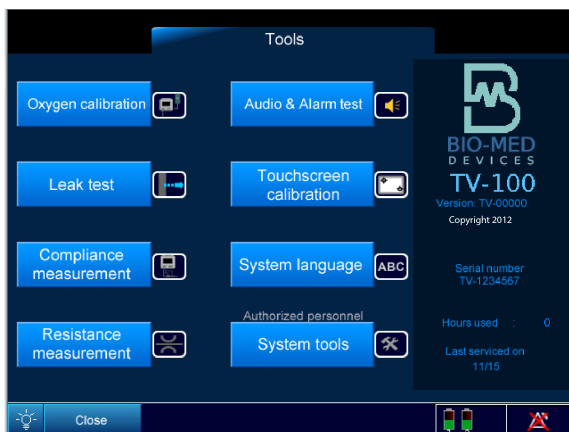 Tools
Oxygen calibration
Audio & Alarm test
Leak test
Touchscreen
calibration
Compliance
measurement
System language
ABC
Resistance
measurement
Authorized personnel
System tools
BIO-MED
DEVICES
TV-100
Version: TV-00000
Copyright 2012
Serial number
TV-1234567
Hours used : 0
Last serviced on
11/15
Close